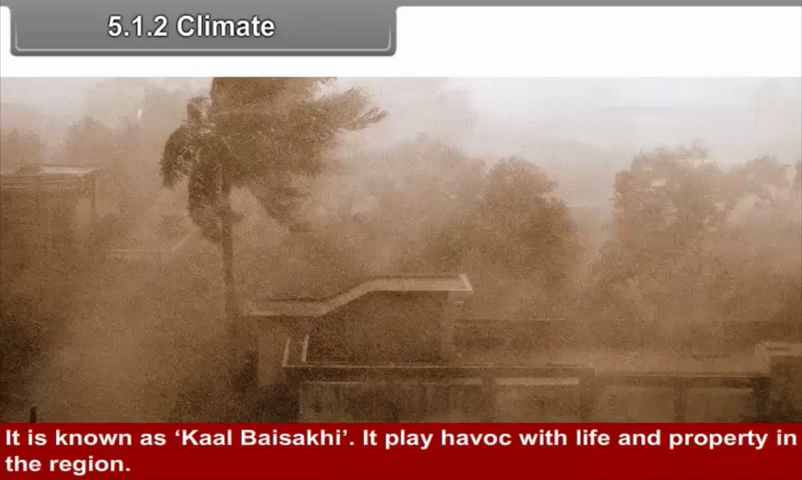 5.1.2 Climate
It is known as ‘Kaal Baisakhi’. It play havoc with life and property in
the region.